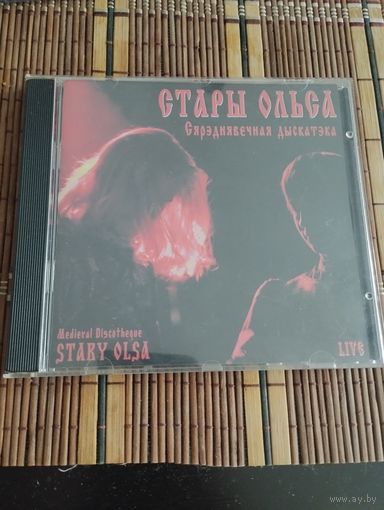 СТАРЫ ОЛЬСА
Сярэднявечная дыскатэка
Medieval Discotheque
STARY OLSA
LIVE
www.ay.by